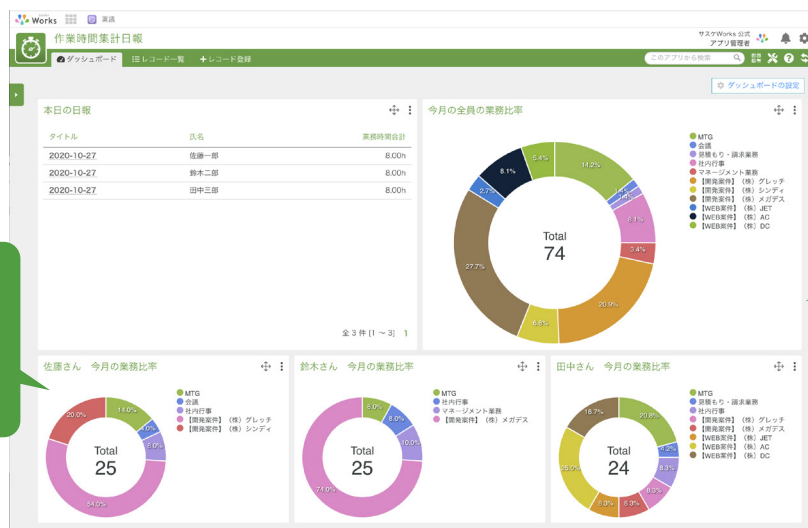 Works 稟議
作業時間集計日報
サスケWorks 公式
アプリ管理者
ダッシュボード レコード一覧 +レコード登録
このアプリから検索
ダッシュボードの設定
本日の日報
タイトル 氏名 業務時間合計
2020-10-27 佐藤一郎 8.00h
2020-10-27 鈴木二郎 8.00h
2020-10-27 田中三郎 8.00h
全 3 件 [1 ～ 3] 1
今月の全員の業務比率
MTG
会議
見積もり・請求業務
社内行事
マネージメント業務
【開発案件】（株）グレッチ
【開発案件】（株）シンディ
【開発案件】（株）メガデス
【WEB案件】（株）JET
【WEB案件】（株）AC
【WEB案件】（株）DC
14.2%
1.4%
1.4%
8.1%
3.4%
20.9%
6.8%
27.7%
2.7%
8.1%
5.4%
Total
74
佐藤さん 今月の業務比率
MTG
会議
社内行事
【開発案件】（株）グレッチ
【開発案件】（株）シンディ
14.0%
4.0%
8.0%
54.0%
20.0%
Total
25
鈴木さん 今月の業務比率
MTG
社内行事
マネージメント業務
【開発案件】（株）メガデス
8.0%
8.0%
10.0%
74.0%
Total
25
田中さん 今月の業務比率
MTG
見積もり・請求業務
社内行事
【開発案件】（株）グレッチ
【開発案件】（株）メガデス
【WEB案件】（株）JET
【WEB案件】（株）AC
【WEB案件】（株）DC
20.8%
4.2%
8.3%
8.3%
8.3%
8.3%
25.0%
16.7%
Total
24